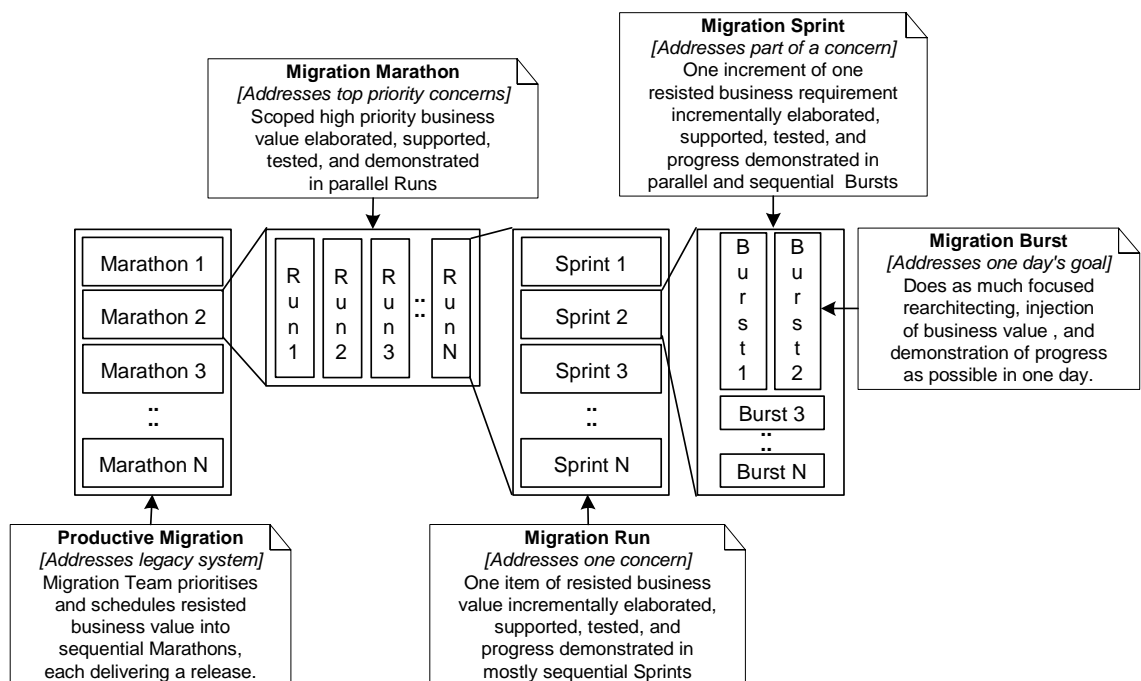 Migration Marathon
[Addresses top priority concerns]
Scoped high priority business
value elaborated, supported,
tested, and demonstrated
in parallel Runs
Migration Sprint
[Addresses part of a concern]
One increment of one
resisted business requirement
incrementally elaborated,
supported, tested, and
progress demonstrated in
parallel and sequential Bursts
Marathon 1
Marathon 2
Marathon 3
::
Marathon N
Run 1
Run 2
Run 3
::
Run N
Sprint 1
Sprint 2
Sprint 3
::
Sprint N
Burst 1
Burst 2
Burst 3
::
Burst N
Migration Burst
[Addresses one day's goal]
Does as much focused
rearchitecting, injection
of business value , and
demonstration of progress
as possible in one day.
Productive Migration
[Addresses legacy system]
Migration Team prioritises
and schedules resisted
business value into
sequential Marathons,
each delivering a release.
Migration Run
[Addresses one concern]
One item of resisted business
value incrementally elaborated,
supported, tested, and
progress demonstrated in
mostly sequential Sprints